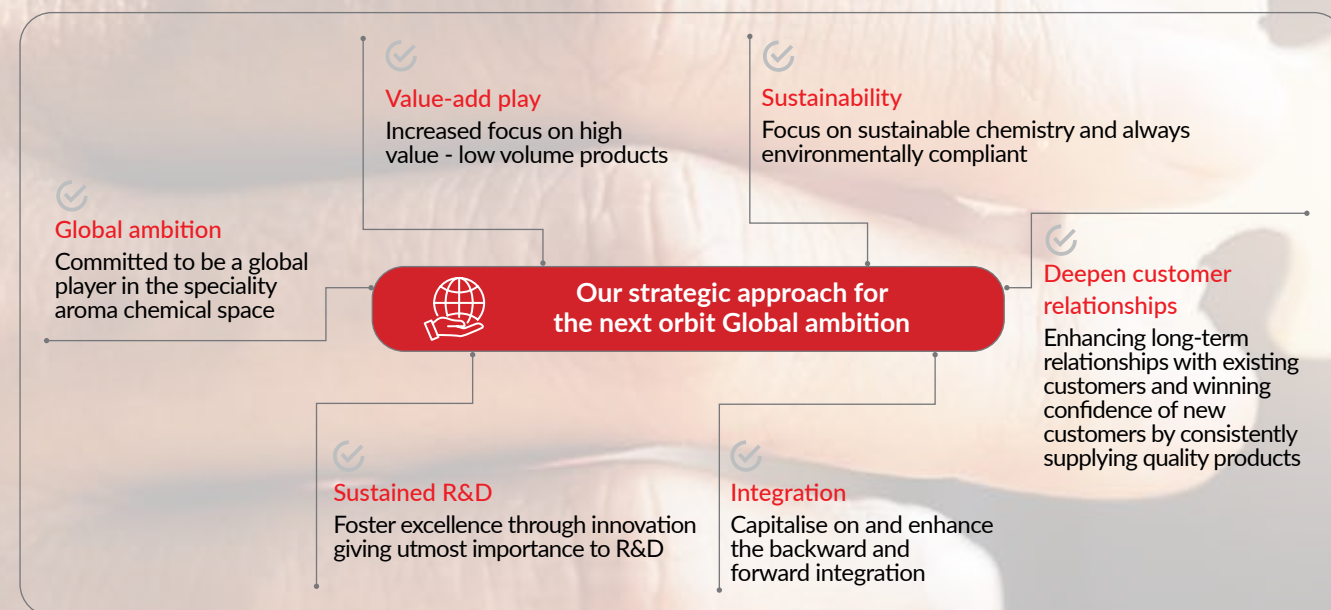 Value-add play
Increased focus on high
value - low volume products
Sustainability
Focus on sustainable chemistry and always
environmentally compliant
Global ambition
Committed to be a global
player in the speciality
aroma chemical space
Our strategic approach for
the next orbit Global ambition
Deepen customer
relationships
Enhancing long-term
relationships with existing
customers and winning
confidence of new
customers by consistently
supplying quality products
Sustained R&D
Foster excellence through innovation
giving utmost importance to R&D
Integration
Capitalise on and enhance
the backward and
forward integration